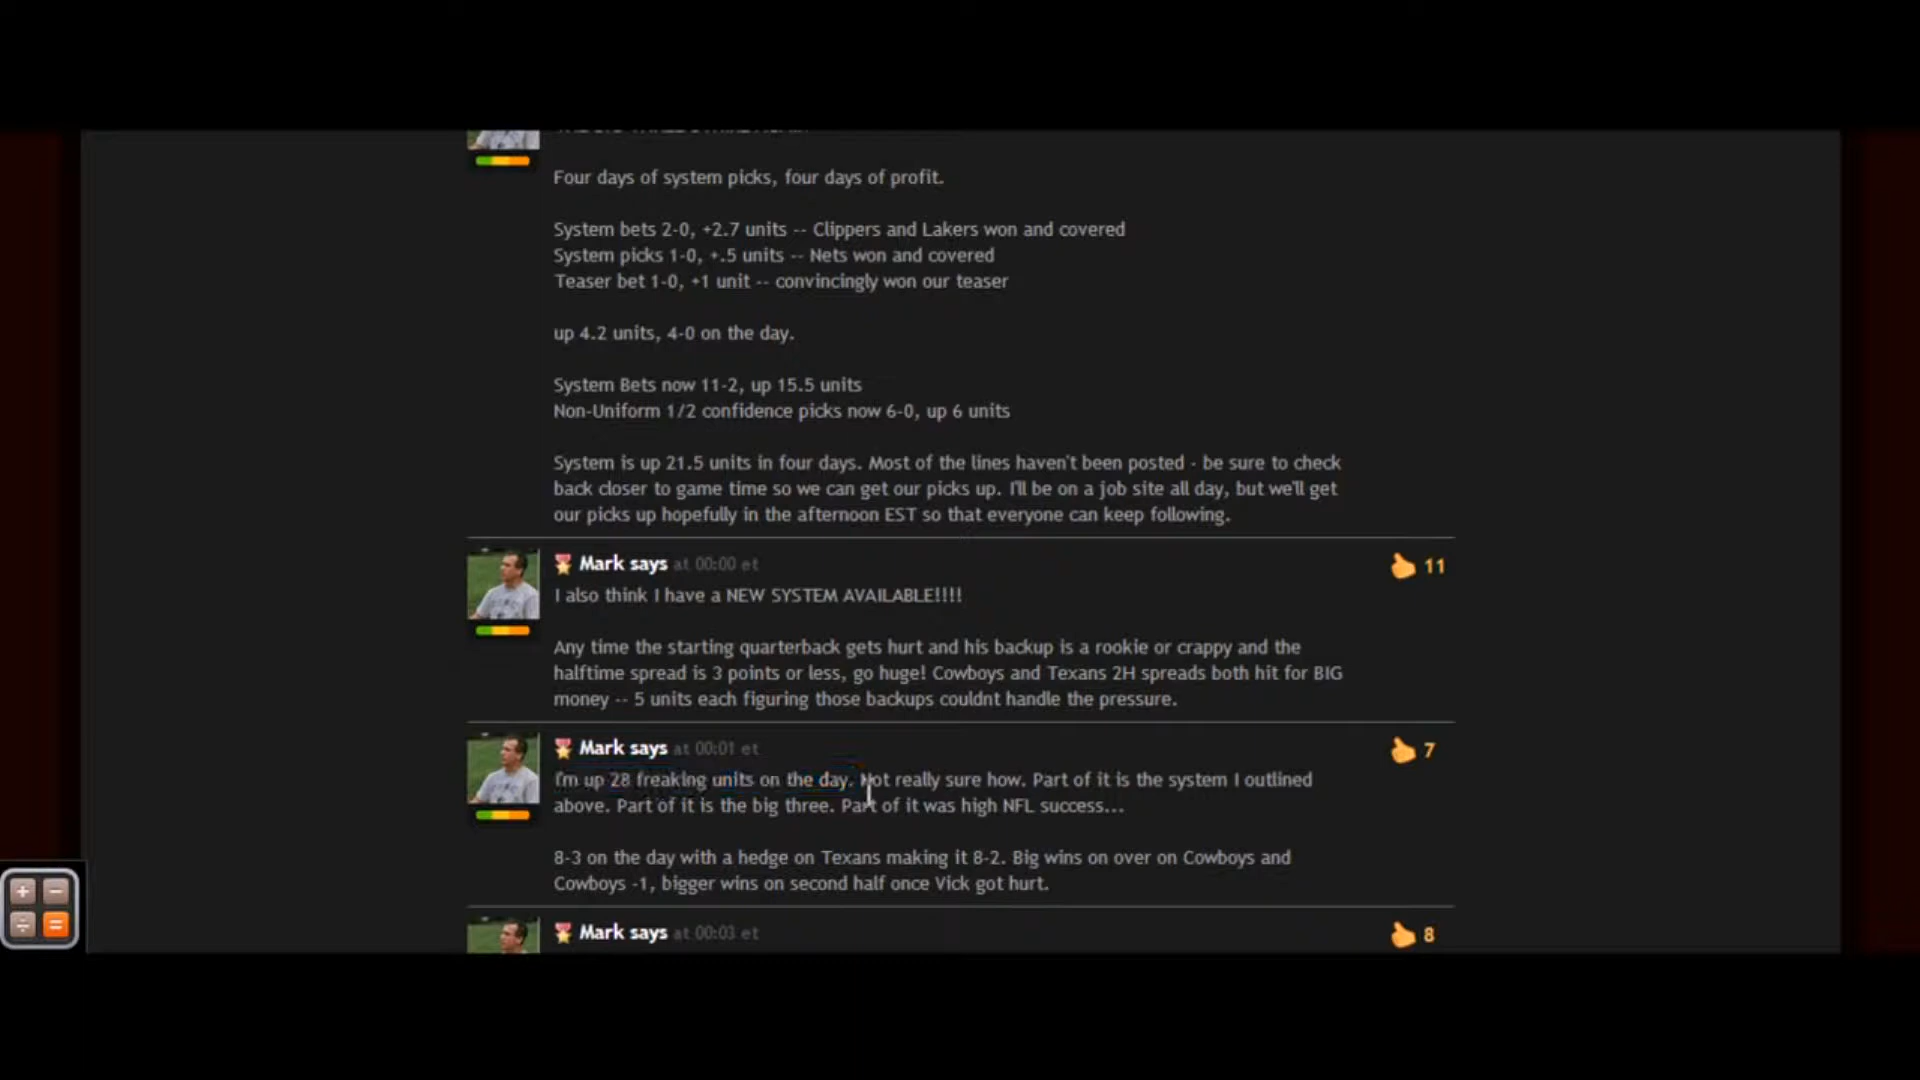 Four days of system picks, four days of profit.
System bets 2-0, +2.7 units -- Clippers and Lakers won and covered
System picks 1-0, +.5 units -- Nets won and covered
Teaser bet 1-0, +1 unit -- convincingly won our teaser
up 4.2 units, 4-0 on the day.
System Bets now 11-2, up 15.5 units
Non-Uniform 1/2 confidence picks now 6-0, up 6 units
System is up 21.5 units in four days. Most of the lines haven't been posted - be sure to check
back closer to game time so we can get our picks up. I'll be on a job site all day, but we'll get
our picks up hopefully in the afternoon EST so that everyone can keep following.
Mark says at 00:00 et 11
I also think I have a NEW SYSTEM AVAILABLE!!!!
Any time the starting quarterback gets hurt and his backup is a rookie or crappy and the
halftime spread is 3 points or less, go huge! Cowboys and Texans 2H spreads both hit for BIG
money -- 5 units each figuring those backups couldnt handle the pressure.
Mark says at 00:01 et 7
I'm up 28 freaking units on the day. Not really sure how. Part of it is the system I outlined
above. Part of it is the big three. Part of it was high NFL success...
8-3 on the day with a hedge on Texans making it 8-2. Big wins on over on Cowboys and
Cowboys -1, bigger wins on second half once Vick got hurt.
Mark says at 00:03 et 8